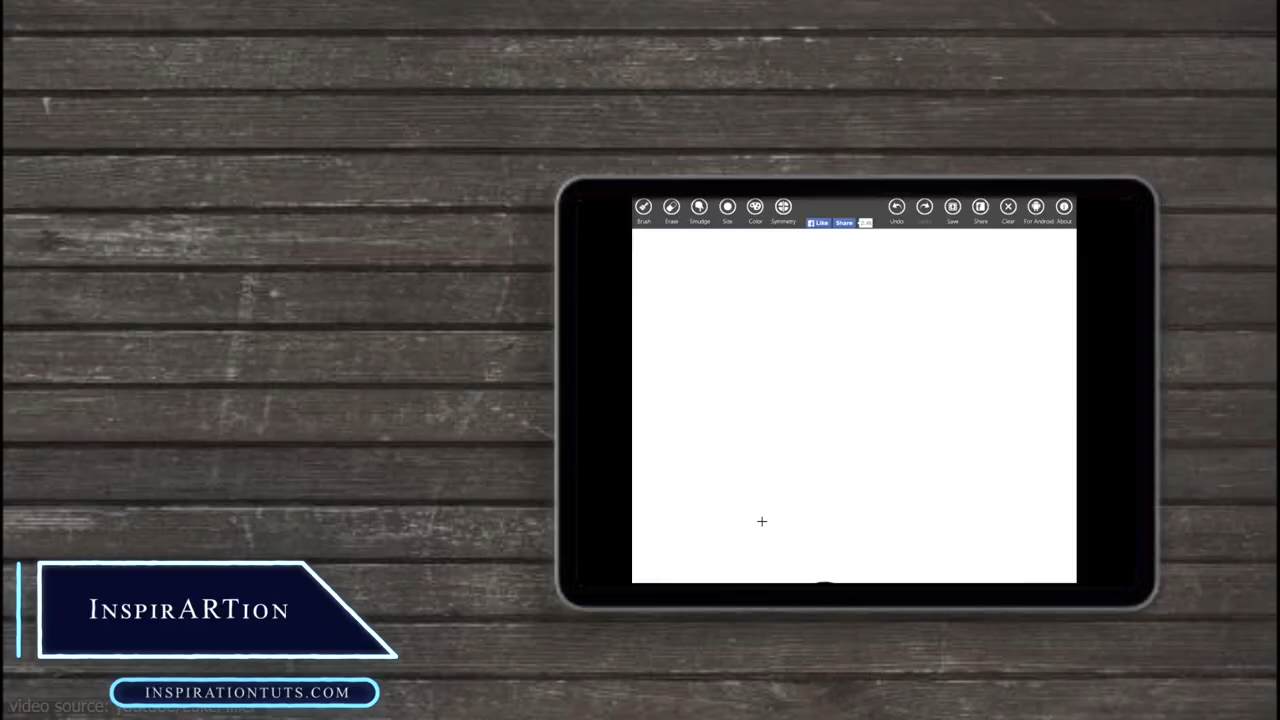 Brush Erase Smudge Size Color Symmetry Like Share Undo Save Share Clear For Android About
InspirARTion
INSPIRATIONTUTS.COM
video source: